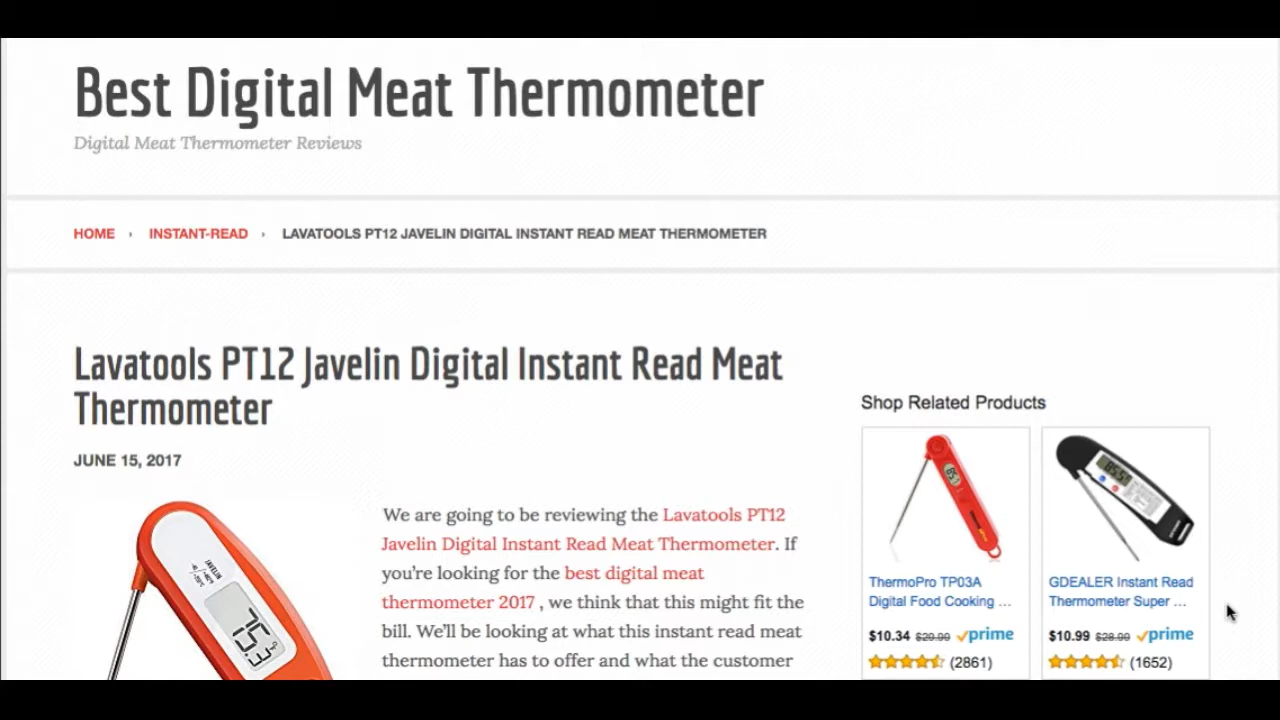 Best Digital Meat Thermometer
Digital Meat Thermometer Reviews
HOME › INSTANT-READ › LAVATOOLS PT12 JAVELIN DIGITAL INSTANT READ MEAT THERMOMETER
Lavatools PT12 Javelin Digital Instant Read Meat
Thermometer
JUNE 15, 2017
We are going to be reviewing the Lavatools PT12
Javelin Digital Instant Read Meat Thermometer. If
you're looking for the best digital meat
thermometer 2017 , we think that this might fit the
bill. We'll be looking at what this instant read meat
thermometer has to offer and what the customer
75.3
Shop Related Products
ThermoPro TP03A
Digital Food Cooking ...
$10.34 $29.99 prime
(2861)
GDEALER Instant Read
Thermometer Super ...
$10.99 $28.99 prime
(1652)